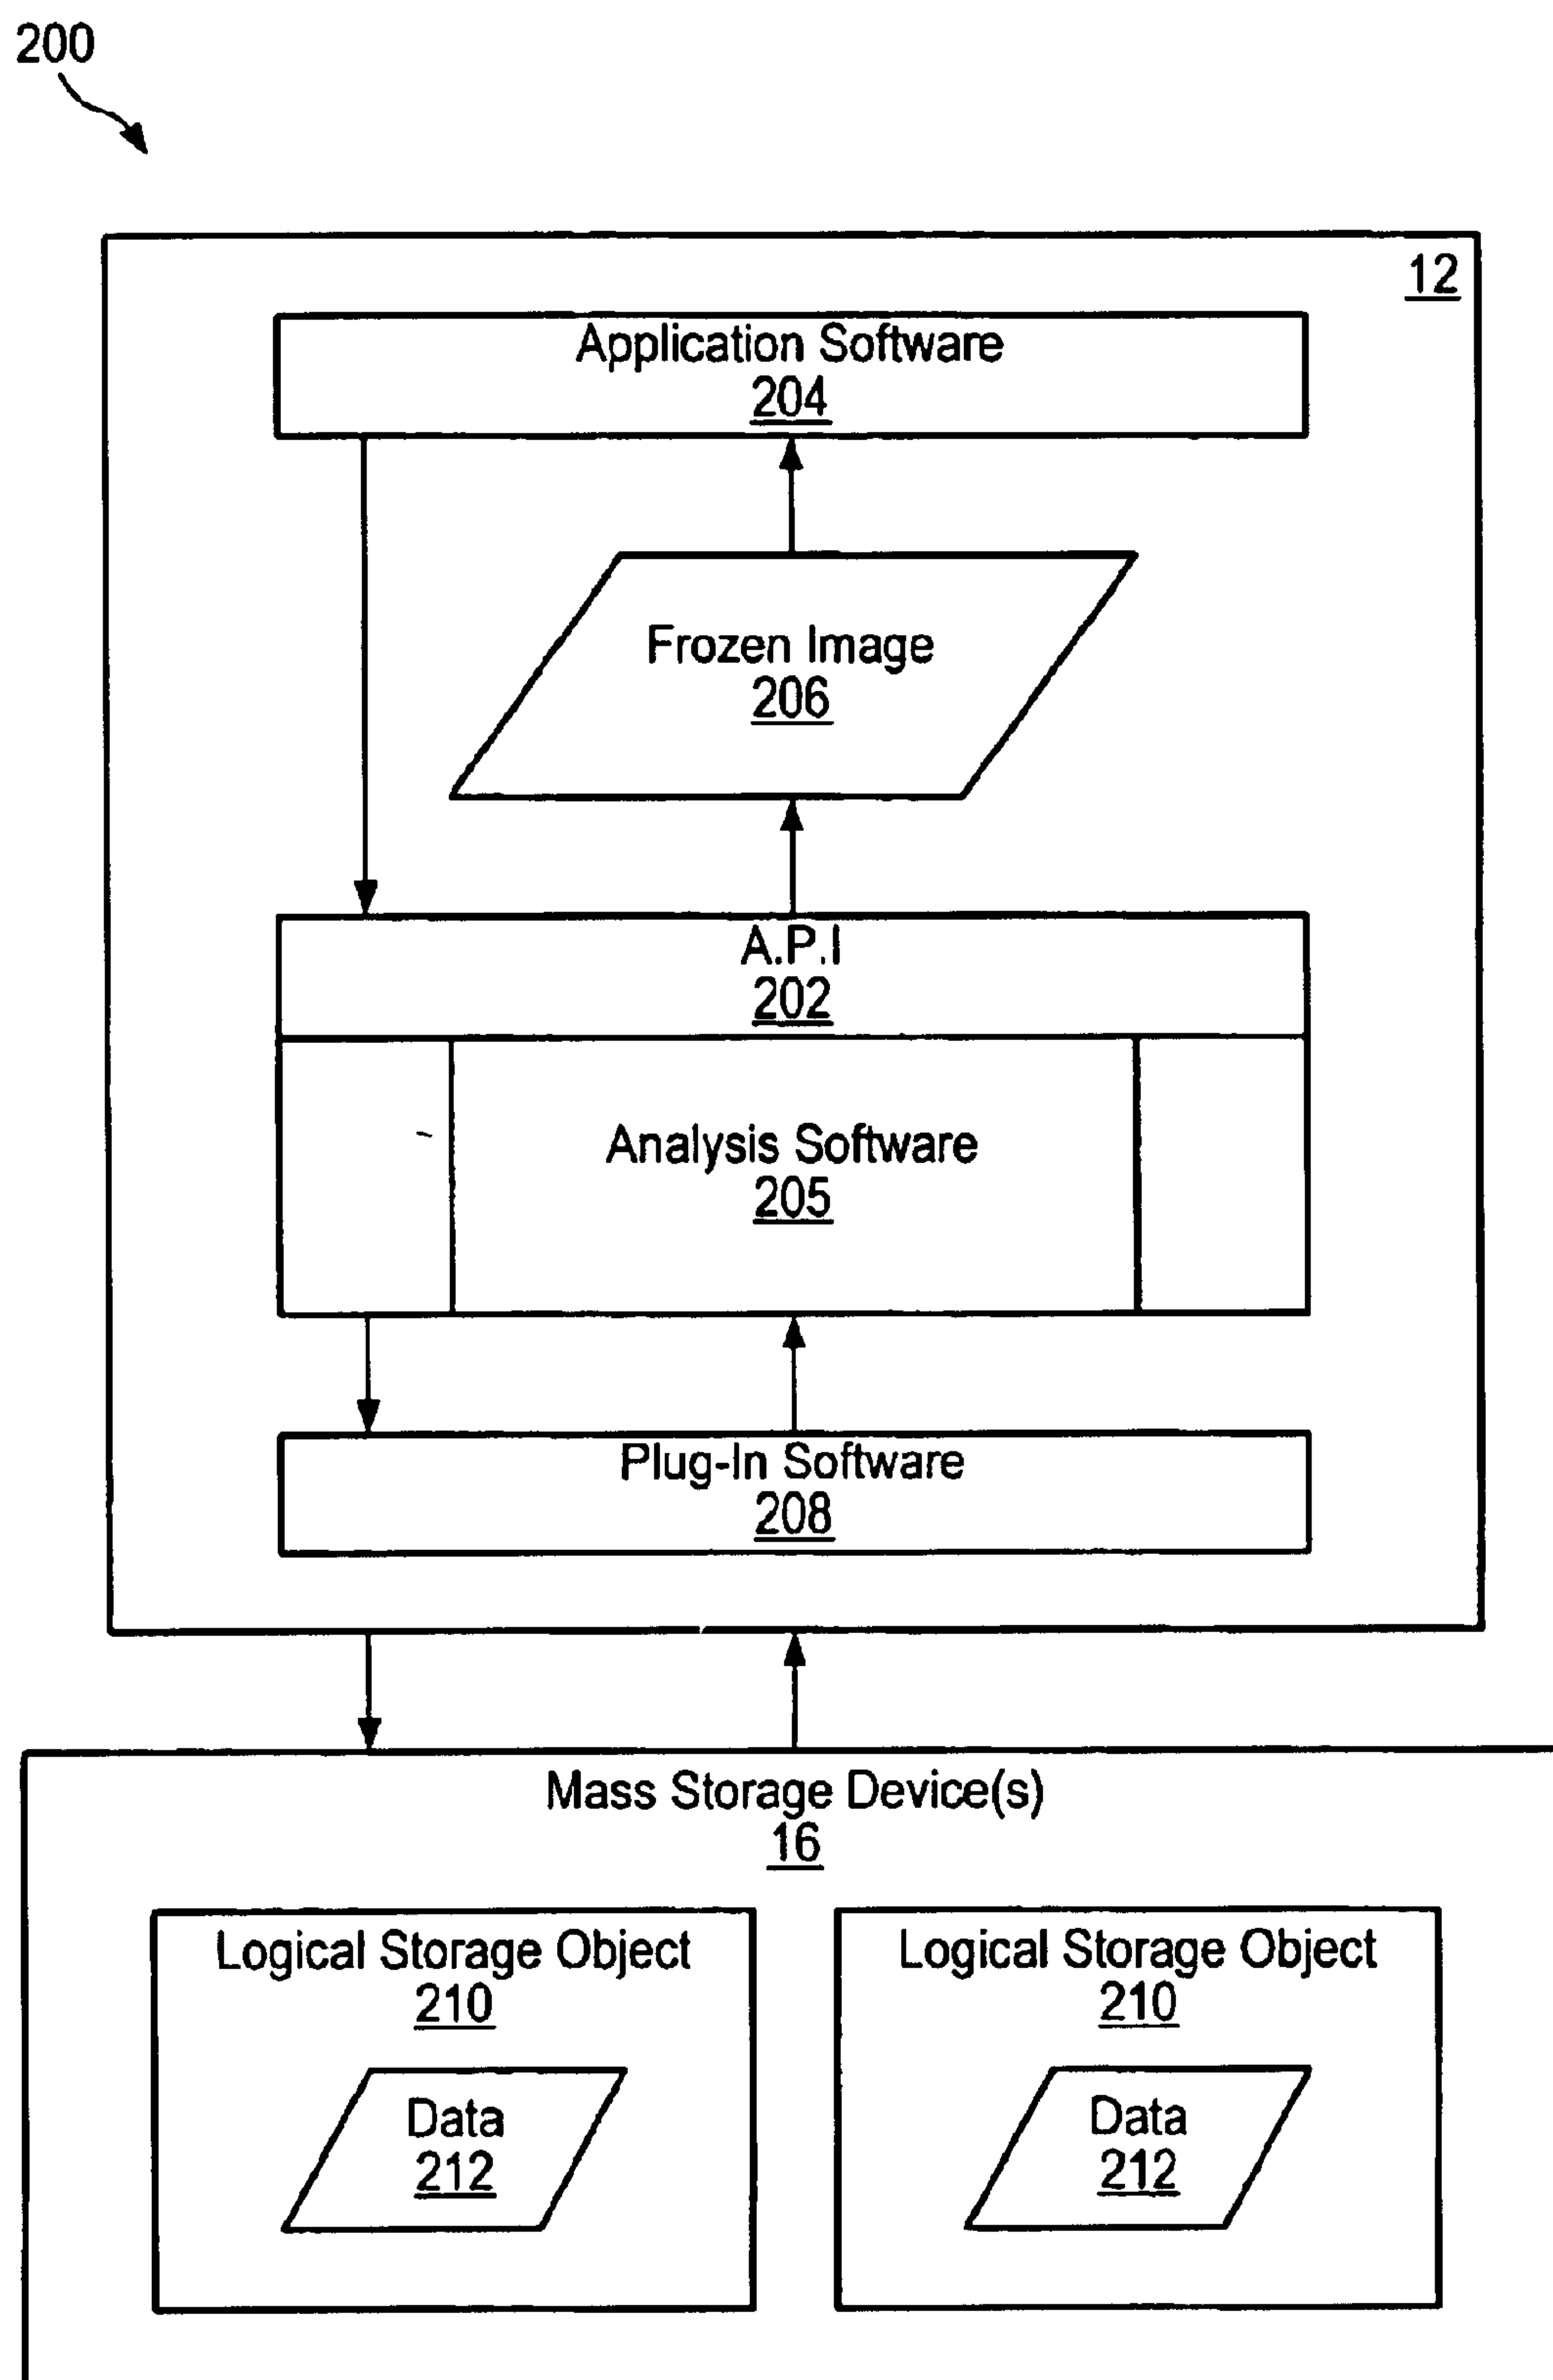 200
12
Application Software
204
Frozen Image
206
A.P.I
202
Analysis Software
205
Plug-In Software
208
Mass Storage Device(s)
16
Logical Storage Object
210
Data
212
Logical Storage Object
210
Data
212